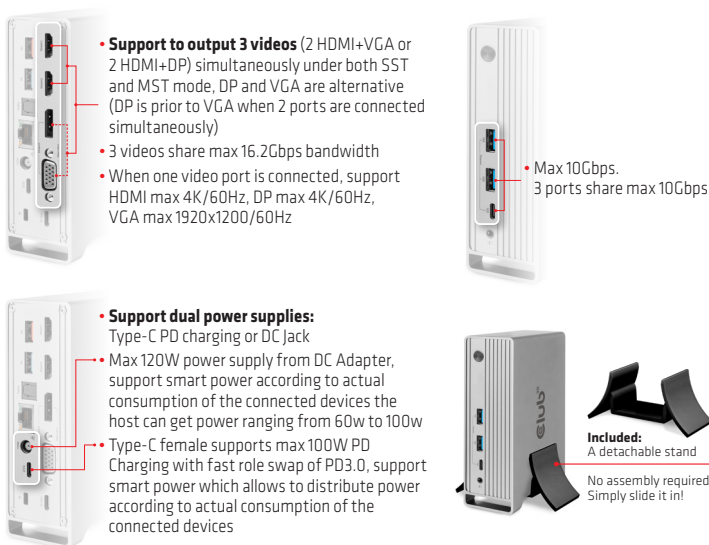 • Support to output 3 videos (2 HDMI+VGA or
2 HDMI+DP) simultaneously under both SST
and MST mode, DP and VGA are alternative
(DP is prior to VGA when 2 ports are connected
simultaneously)
• 3 videos share max 16.2Gbps bandwidth
• When one video port is connected, support
HDMI max 4K/60Hz, DP max 4K/60Hz,
VGA max 1920x1200/60Hz
• Max 10Gbps.
3 ports share max 10Gbps
• Support dual power supplies:
Type-C PD charging or DC Jack
• Max 120W power supply from DC Adapter,
support smart power according to actual
consumption of the connected devices the
host can get power ranging from 60w to 100w
• Type-C female supports max 100W PD
Charging with fast role swap of PD3.0, support
smart power which allows to distribute power
according to actual consumption of the
connected devices
Club
Included:
A detachable stand
No assembly required
Simply slide it in!